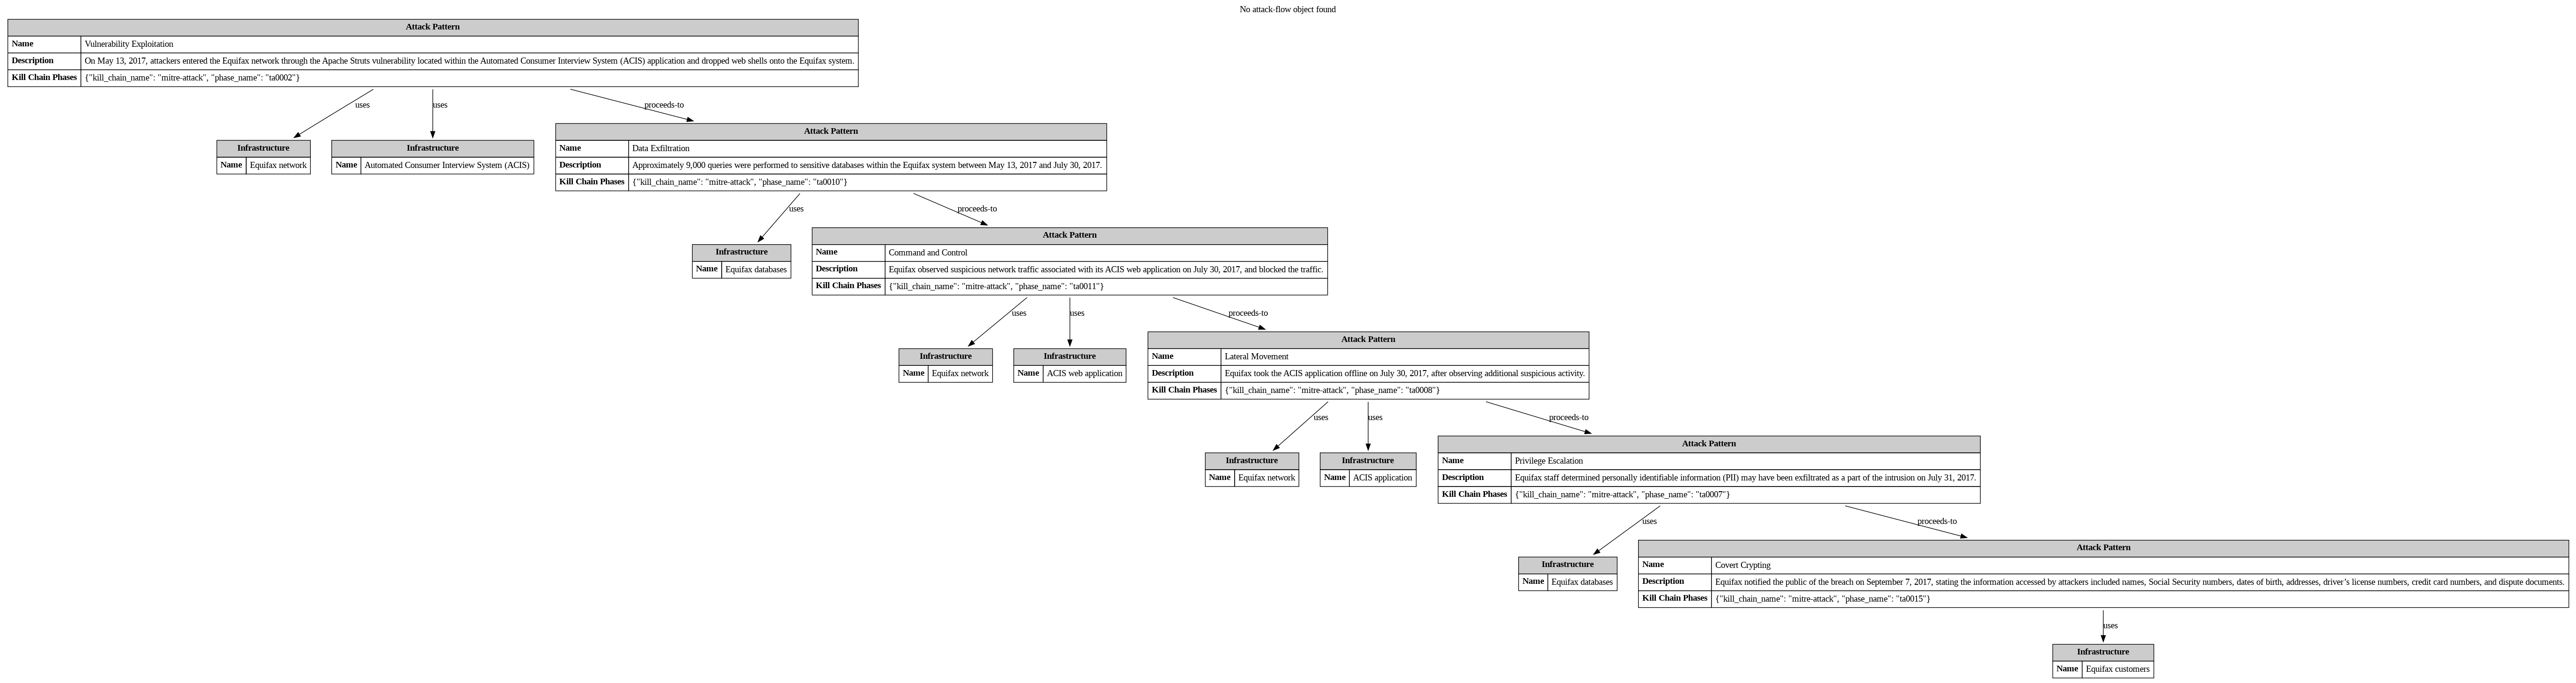 No attack-flow object found
Attack Pattern
Name Vulnerability Exploitation
Description On May 13, 2017, attackers entered the Equifax network through the Apache Struts vulnerability located within the Automated Consumer Interview System (ACIS) application and dropped web shells onto the Equifax system.
Kill Chain Phases {"kill_chain_name": "mitre-attack", "phase_name": "ta0002"}
uses uses proceeds-to
Infrastructure
Name Equifax network
Infrastructure
Name Automated Consumer Interview System (ACIS)
Attack Pattern
Name Data Exfiltration
Description Approximately 9,000 queries were performed to sensitive databases within the Equifax system between May 13, 2017 and July 30, 2017.
Kill Chain Phases {"kill_chain_name": "mitre-attack", "phase_name": "ta0010"}
uses proceeds-to
Infrastructure
Name Equifax databases
Attack Pattern
Name Command and Control
Description Equifax observed suspicious network traffic associated with its ACIS web application on July 30, 2017, and blocked the traffic.
Kill Chain Phases {"kill_chain_name": "mitre-attack", "phase_name": "ta0011"}
uses uses proceeds-to
Infrastructure
Name Equifax network
Infrastructure
Name ACIS web application
Attack Pattern
Name Lateral Movement
Description Equifax took the ACIS application offline on July 30, 2017, after observing additional suspicious activity.
Kill Chain Phases {"kill_chain_name": "mitre-attack", "phase_name": "ta0008"}
uses uses proceeds-to
Infrastructure
Name Equifax network
Infrastructure
Name ACIS application
Attack Pattern
Name Privilege Escalation
Description Equifax staff determined personally identifiable information (PII) may have been exfiltrated as a part of the intrusion on July 31, 2017.
Kill Chain Phases {"kill_chain_name": "mitre-attack", "phase_name": "ta0007"}
uses proceeds-to
Infrastructure
Name Equifax databases
Attack Pattern
Name Covert Crypting
Description Equifax notified the public of the breach on September 7, 2017, stating the information accessed by attackers included names, Social Security numbers, dates of birth, addresses, driver’s license numbers, credit card numbers, and dispute documents.
Kill Chain Phases {"kill_chain_name": "mitre-attack", "phase_name": "ta0015"}
uses
Infrastructure
Name Equifax customers